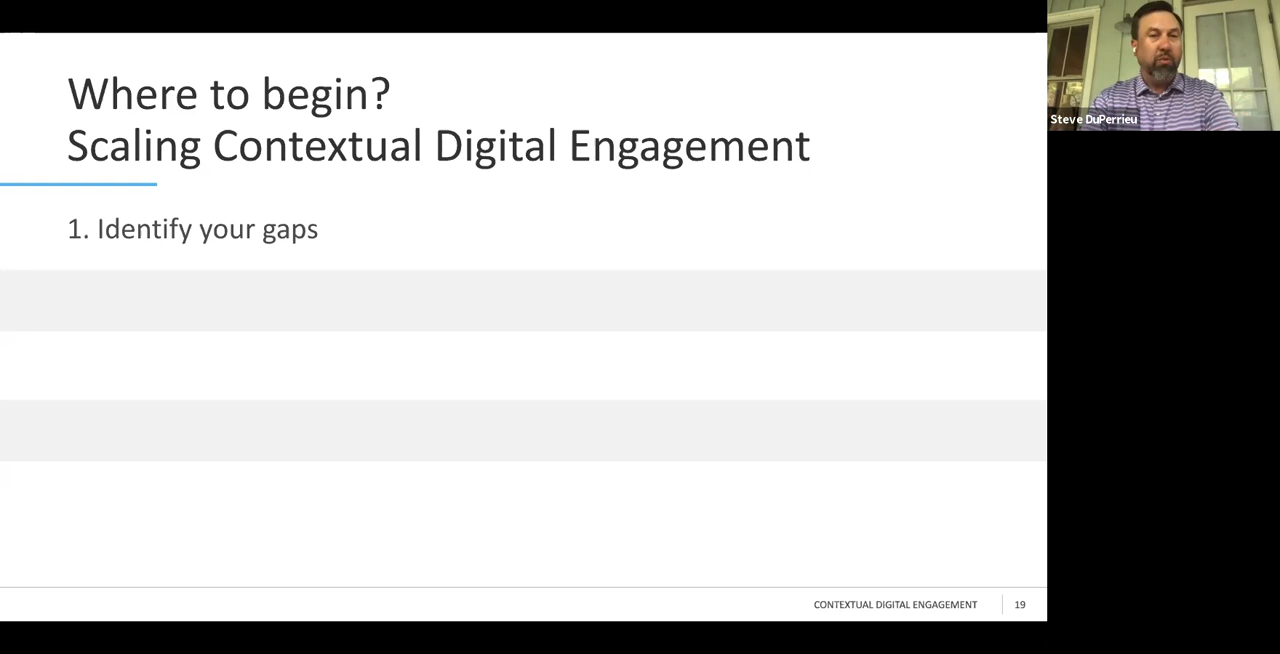 Where to begin?
Scaling Contextual Digital Engagement
1. Identify your gaps
CONTEXTUAL DIGITAL ENGAGEMENT
19
Steve DuPerrieu